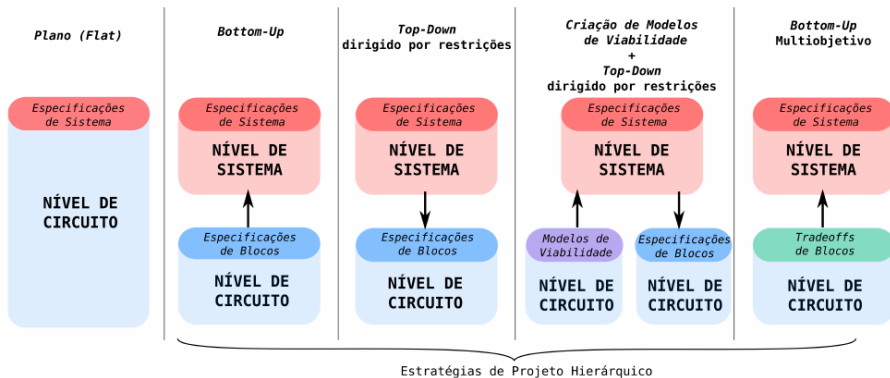 Plano (Flat)
Especificações
de Sistema
NÍVEL DE
CIRCUITO
Bottom-Up
Especificações
de Sistema
NÍVEL DE
SISTEMA
Especificações
de Blocos
NÍVEL DE
CIRCUITO
Top-Down
dirigido por restrições
Especificações
de Sistema
NÍVEL DE
SISTEMA
Especificações
de Blocos
NÍVEL DE
CIRCUITO
Criação de Modelos
de Viabilidade
+
Top-Down
dirigido por restrições
Especificações
de Sistema
NÍVEL DE
SISTEMA
Modelos de
Viabilidade
NÍVEL DE
CIRCUITO
Especificações
de Blocos
NÍVEL DE
CIRCUITO
Bottom-Up
Multiobjetivo
Especificações
de Sistema
NÍVEL DE
SISTEMA
Tradeoffs
de Blocos
NÍVEL DE
CIRCUITO
Estratégias de Projeto Hierárquico